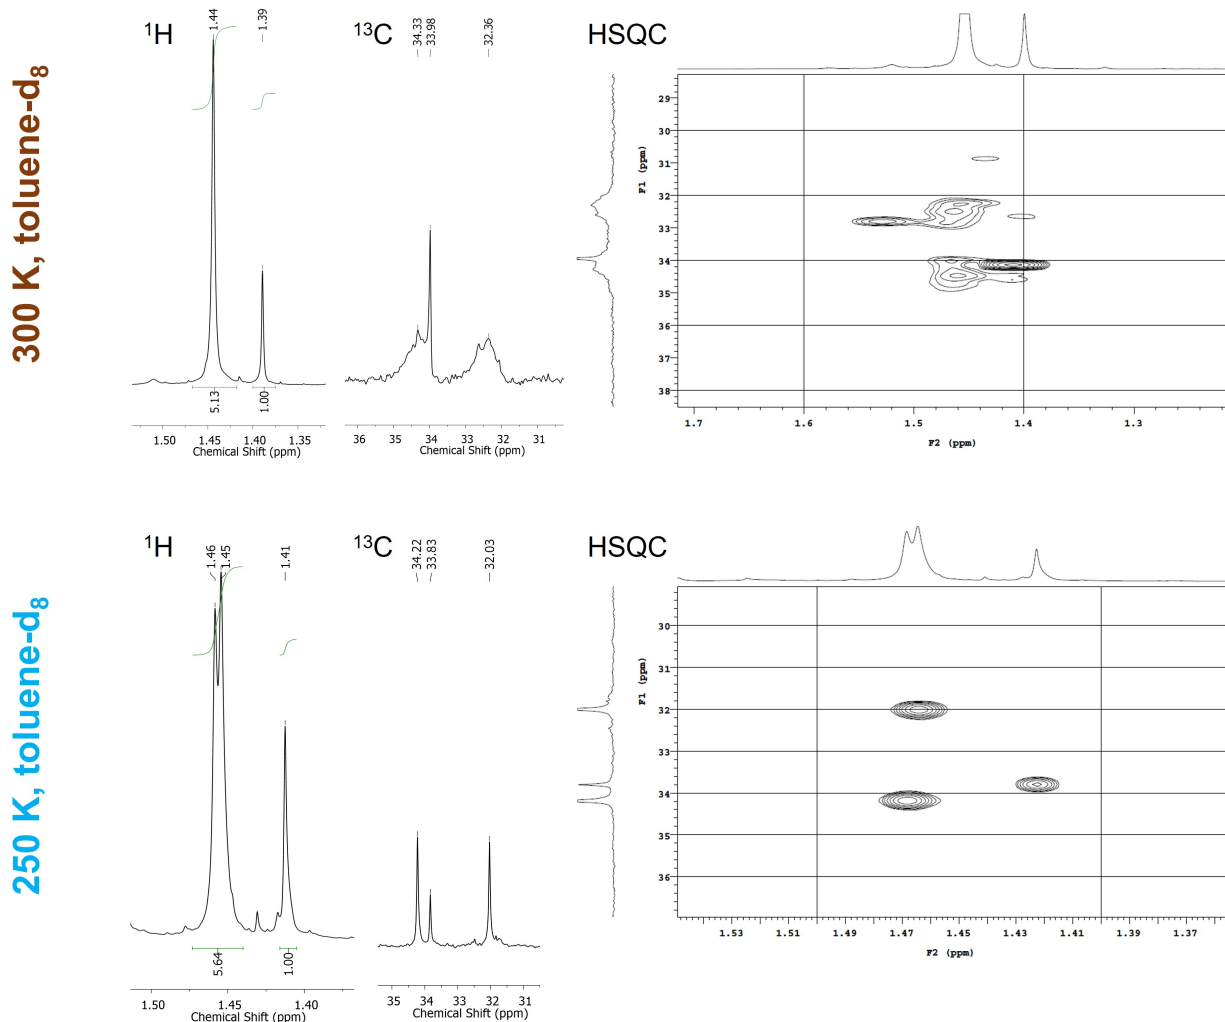 300 K, toluene-d8
1H
1.44
1.39
5.13
1.00
1.50 1.45 1.40 1.35
Chemical Shift (ppm)
13C
34.33
33.98
32.36
36 35 34 33 32 31
Chemical Shift (ppm)
HSQC
F1 (ppm)
29
30
31
32
33
34
35
36
37
38
1.7 1.6 1.5 1.4 1.3
F2 (ppm)
250 K, toluene-d8
1H
1.46
1.45
1.41
5.64
1.00
1.50 1.45 1.40
Chemical Shift (ppm)
13C
34.22
33.83
32.03
35 34 33 32 31
Chemical Shift (ppm)
HSQC
F1 (ppm)
30
31
32
33
34
35
36
1.53 1.51 1.49 1.47 1.45 1.43 1.41 1.39 1.37
F2 (ppm)